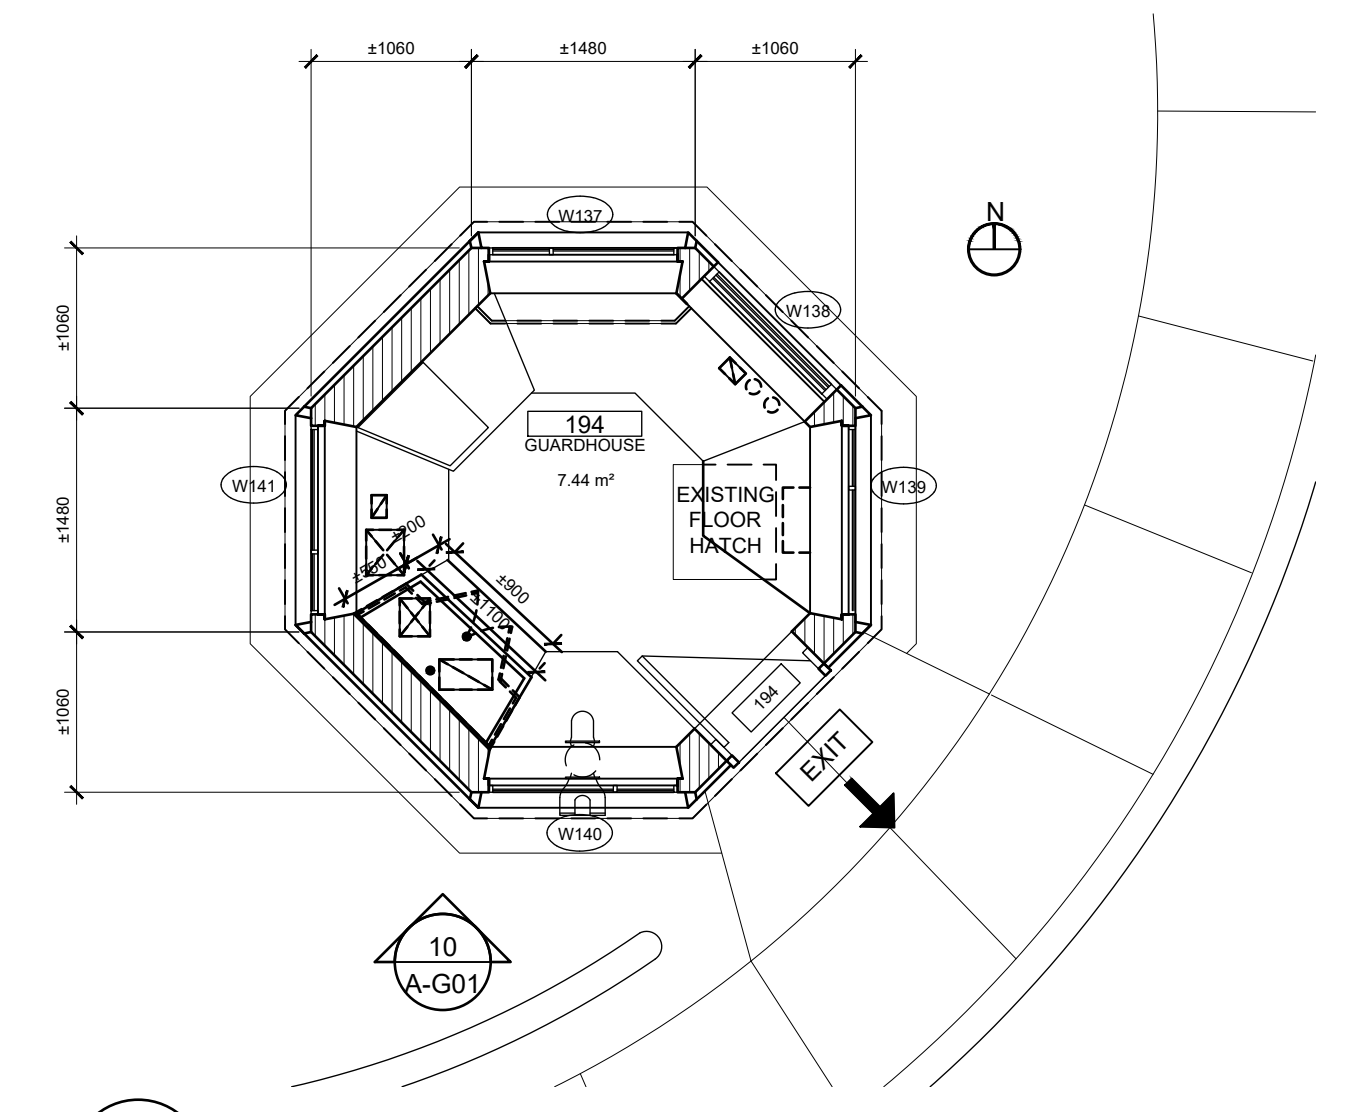 ±1060
±1480
±1060
W137
N
W138
±1060
194
GUARDHOUSE
7.44 m²
W141
W139
EXISTING
FLOOR
HATCH
±1480
±200
±550
±900
±1100
±1060
194
EXIT
W140
10
A-G01